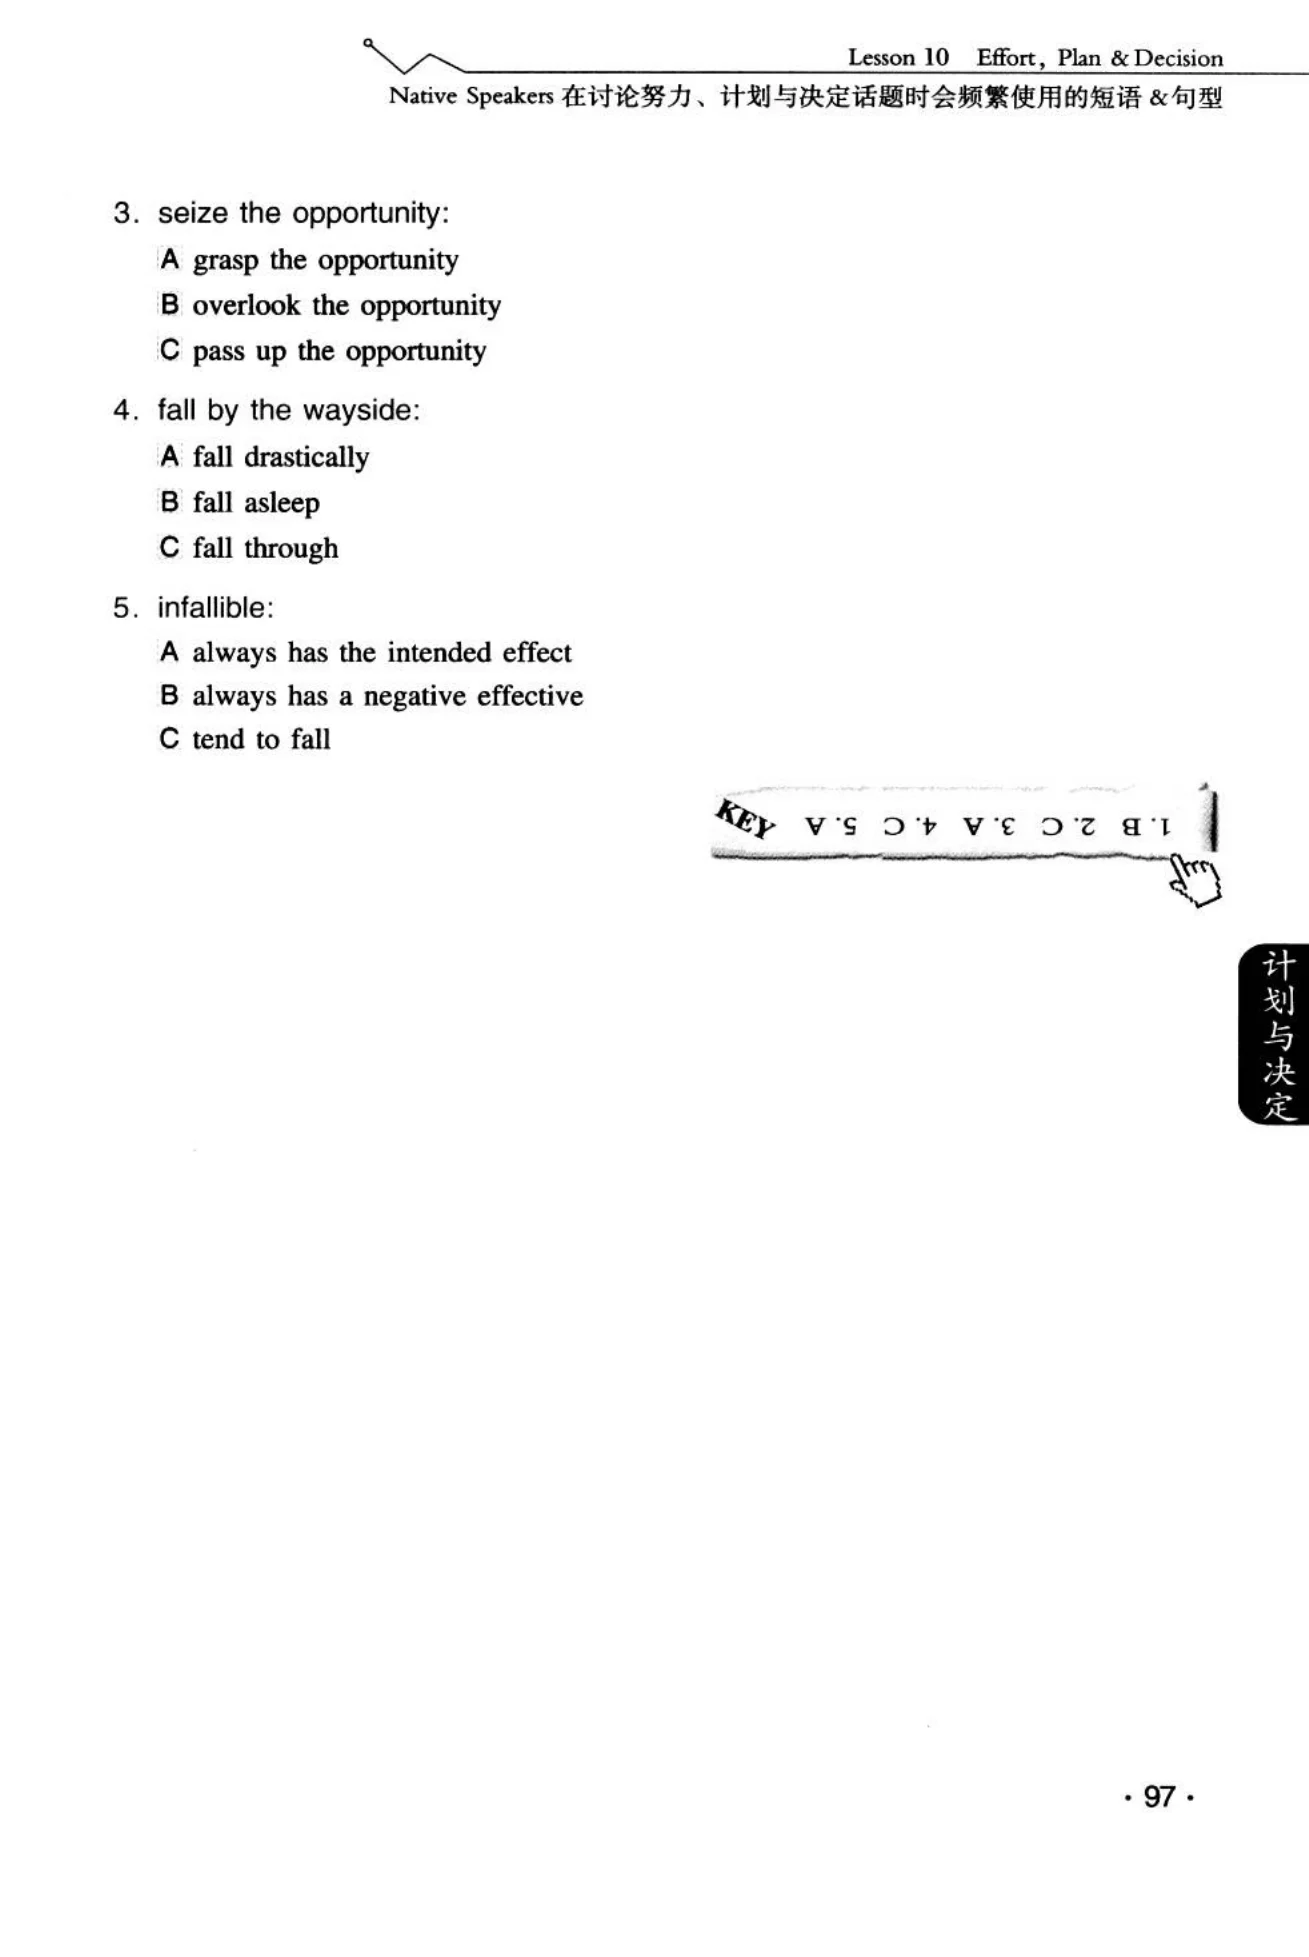 Lesson 10 Effort, Plan & Decision
Native Speakers 在讨论努力、计划与决定话题时会频繁使用的短语 & 句型
3. seize the opportunity:
A grasp the opportunity
B overlook the opportunity
C pass up the opportunity
4. fall by the wayside:
A fall drastically
B fall asleep
C fall through
5. infallible:
A always has the intended effect
B always has a negative effective
C tend to fall
KEY
1. B 2. C 3. A 4. C 5. A
计划与决定
· 97 ·